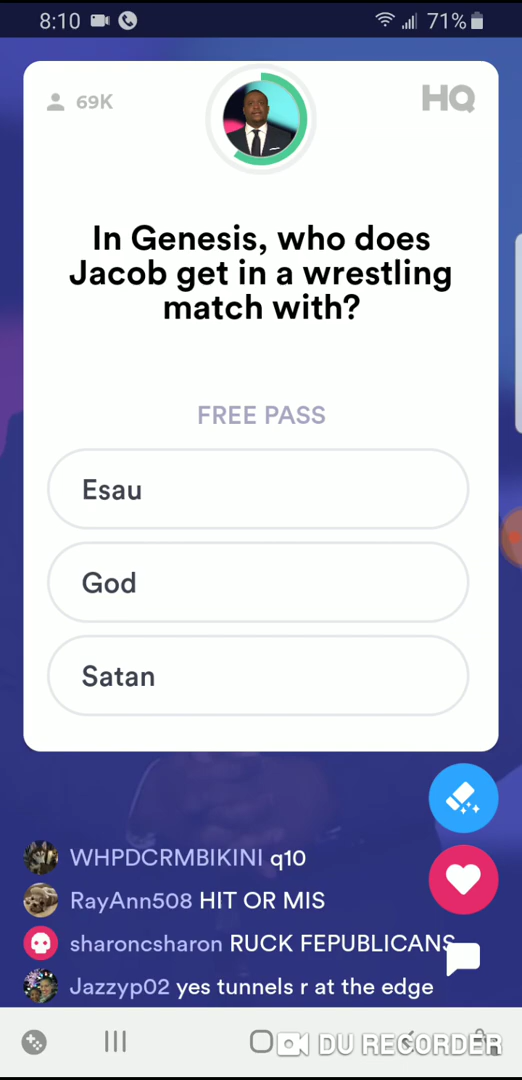 8:10 71%
69K HQ
In Genesis, who does
Jacob get in a wrestling
match with?
FREE PASS
Esau
God
Satan
WHPDCRMBIKINI q10
RayAnn508 HIT OR MIS
sharoncsharon RUCK FEPUBLICANS
Jazzyp02 yes tunnels r at the edge
DU RECORDER